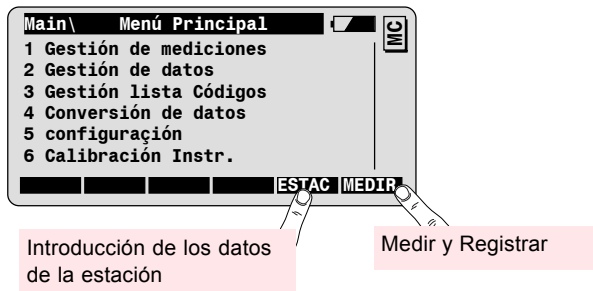 Main\ Menú Principal
MC
1 Gestión de mediciones
2 Gestión de datos
3 Gestión lista Códigos
4 Conversión de datos
5 configuraçión
6 Calibración Instr.
ESTAC MEDIR
Introducción de los datos
de la estación
Medir y Registrar